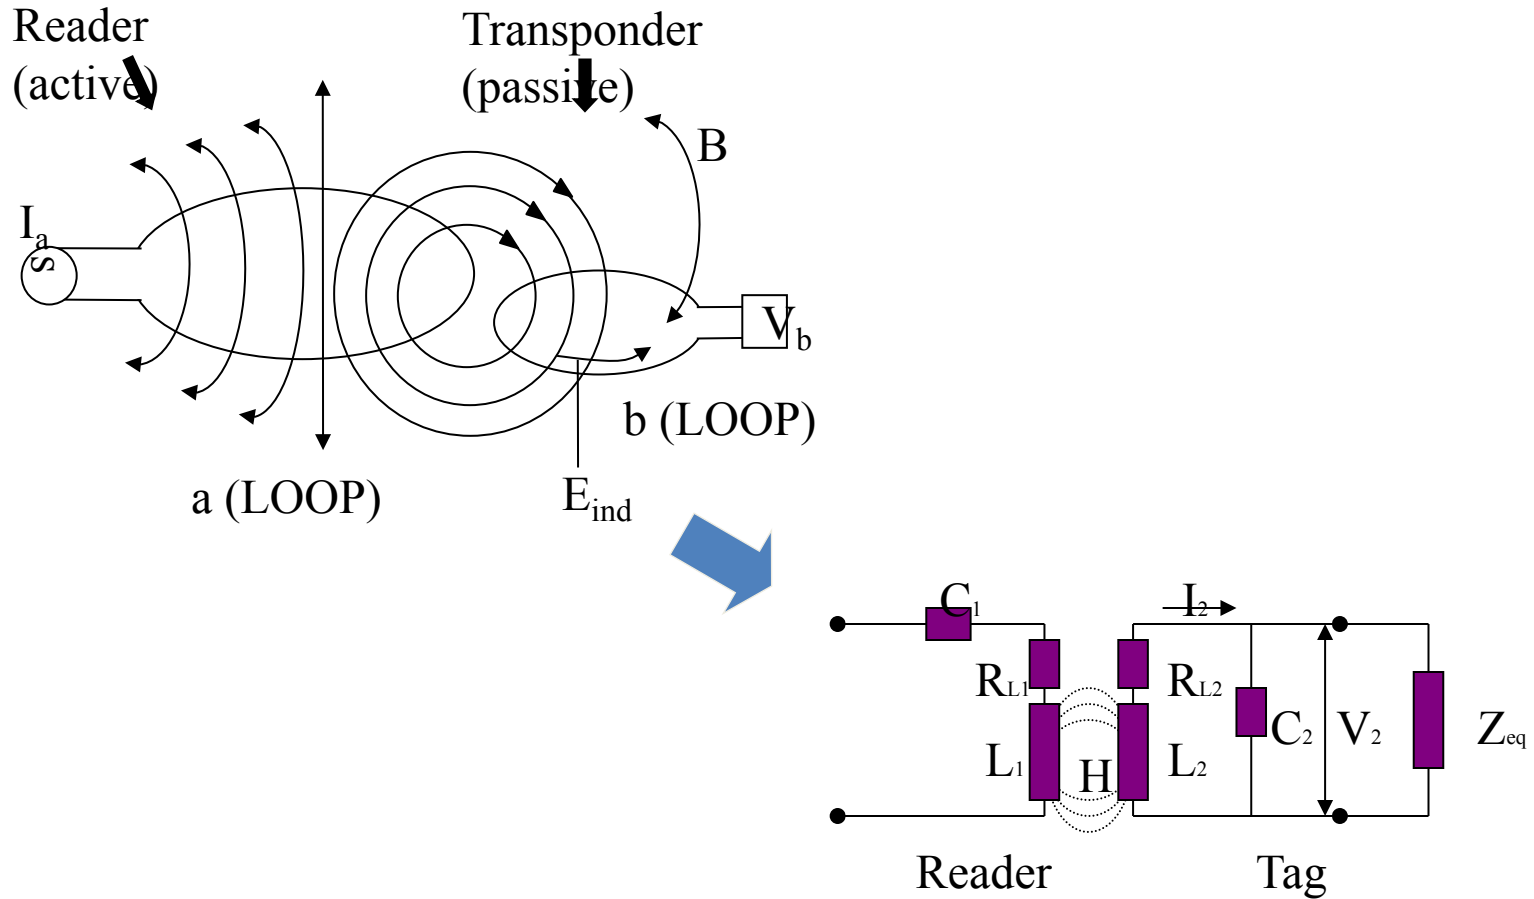 Reader
(active)
Transponder
(passive)
B
Ia
s
Vb
b (LOOP)
a (LOOP)
Eind
C1
I2
RL1
RL2
C2
V2
Zeq
L1
H
L2
Reader
Tag